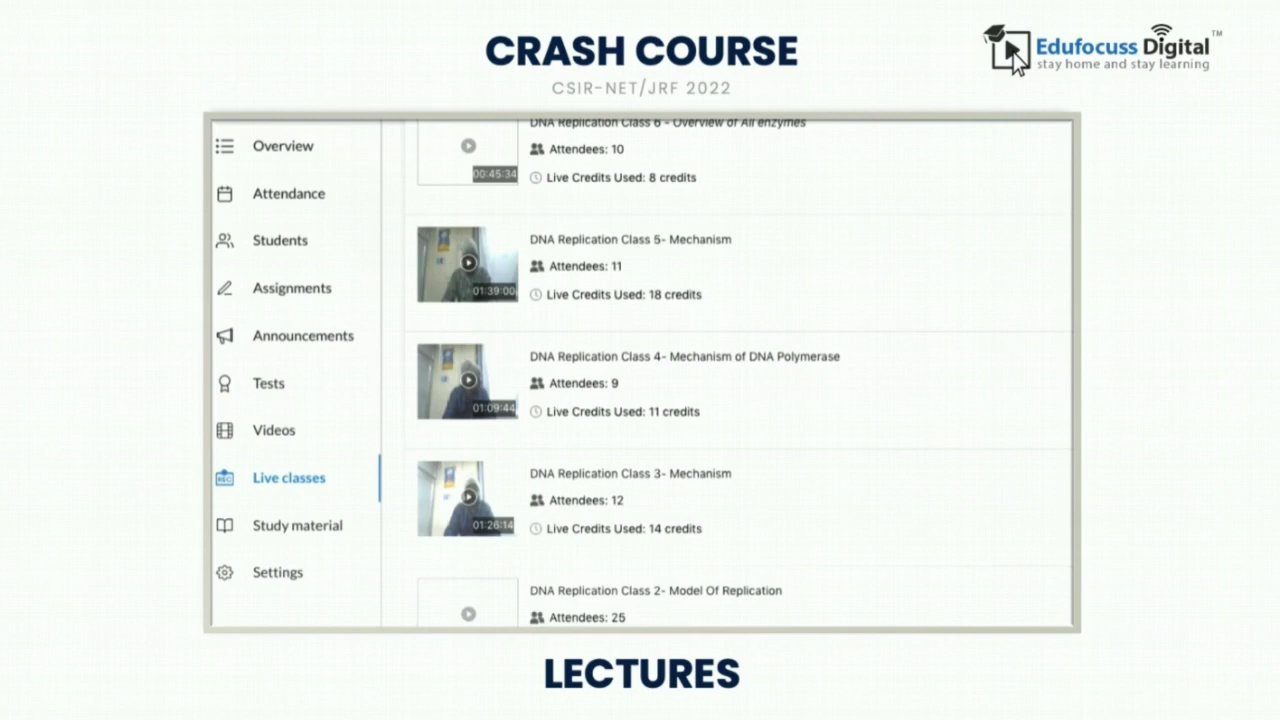 CRASH COURSE
CSIR-NET/JRF 2022
Edufocuss Digital™
stay home and stay learning
Overview
Attendance
Students
Assignments
Announcements
Tests
Videos
REC
Live classes
Study material
Settings
DNA Replication Class 6 - Overview of All enzymes
Attendees: 10
00:45:34
Live Credits Used: 8 credits
DNA Replication Class 5- Mechanism
Attendees: 11
01:39:00
Live Credits Used: 18 credits
DNA Replication Class 4- Mechanism of DNA Polymerase
Attendees: 9
01:09:44
Live Credits Used: 11 credits
DNA Replication Class 3- Mechanism
Attendees: 12
01:26:14
Live Credits Used: 14 credits
DNA Replication Class 2- Model Of Replication
Attendees: 25
LECTURES